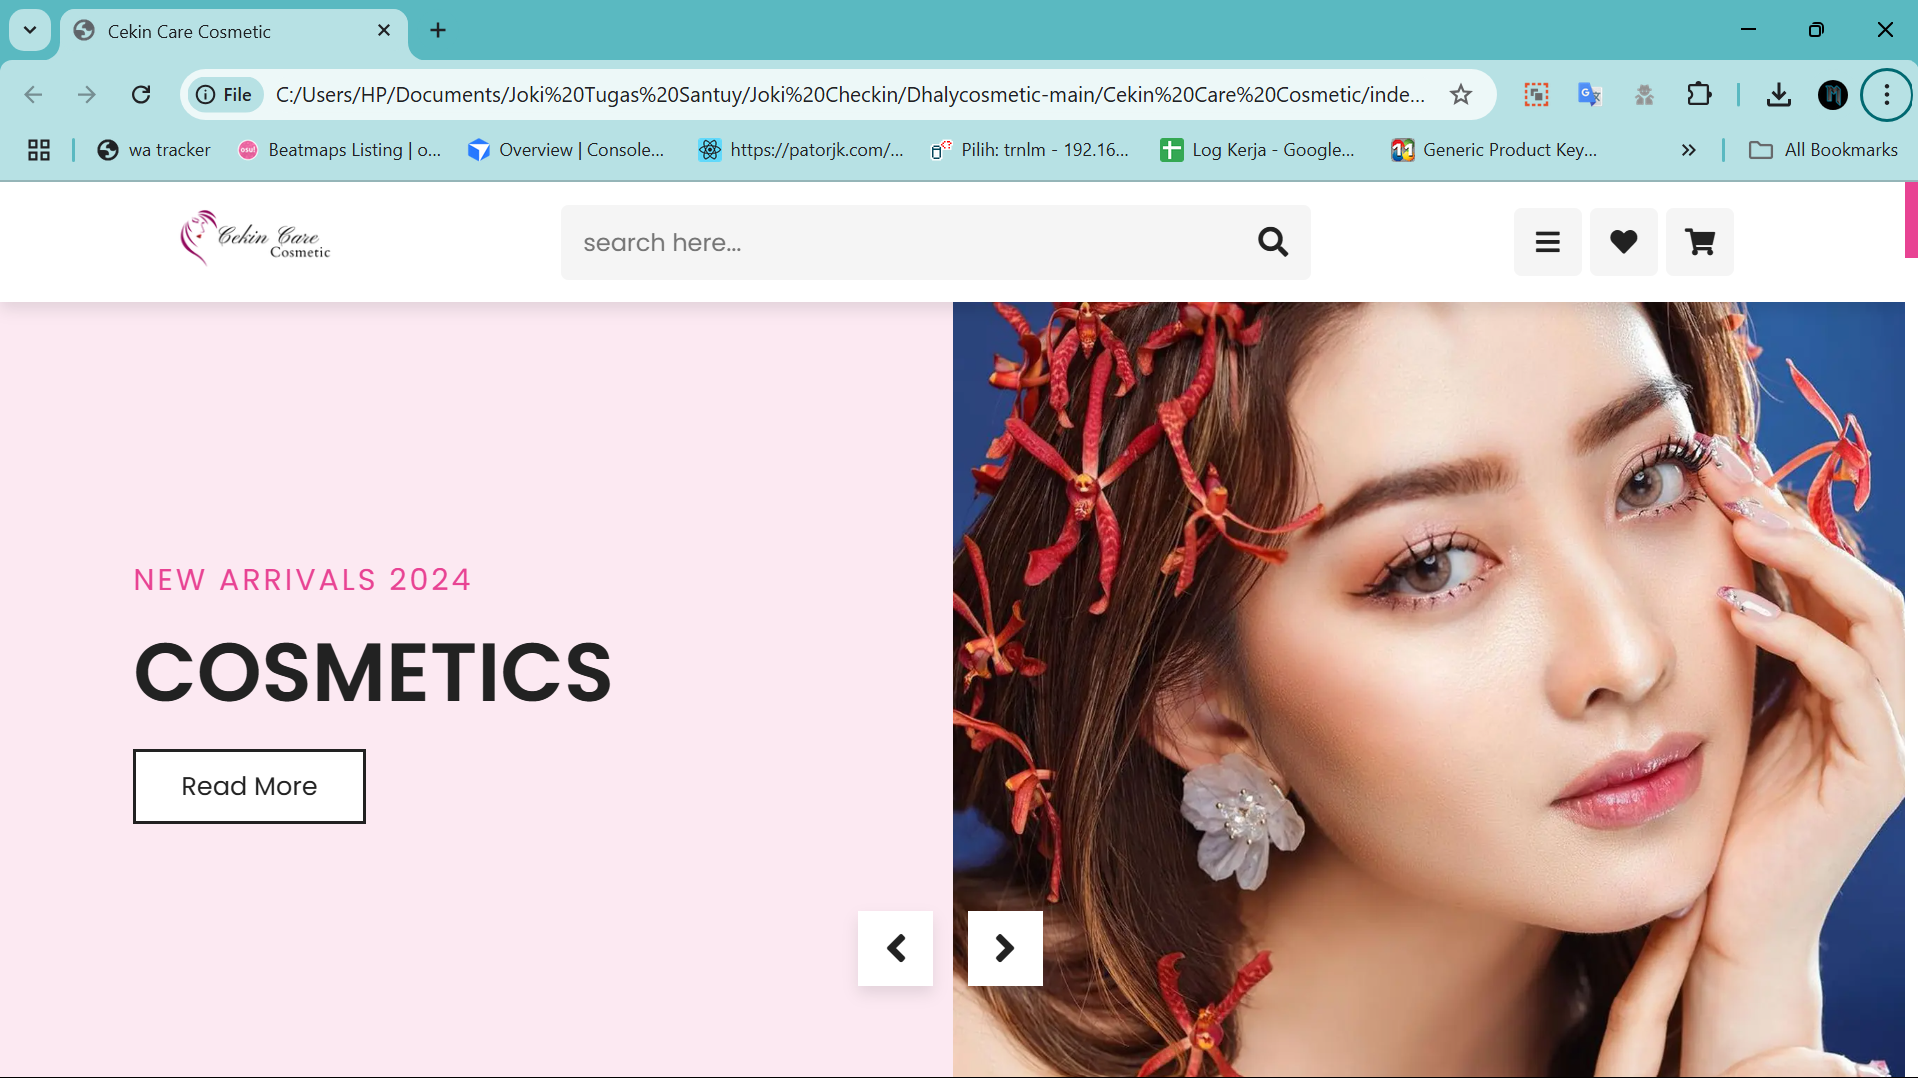 Cekin Care Cosmetic
File C:/Users/HP/Documents/Joki%20Tugas%20Santuy/Joki%20Checkin/Dhalycosmetic-main/Cekin%20Care%20Cosmetic/inde...
wa tracker osu! Beatmaps Listing | o... Overview | Console... https://patorjk.com/... Pilih: trnlm - 192.16... Log Kerja - Google... Generic Product Key... All Bookmarks
Cekin Care
Cosmetic
search here...
NEW ARRIVALS 2024
COSMETICS
Read More